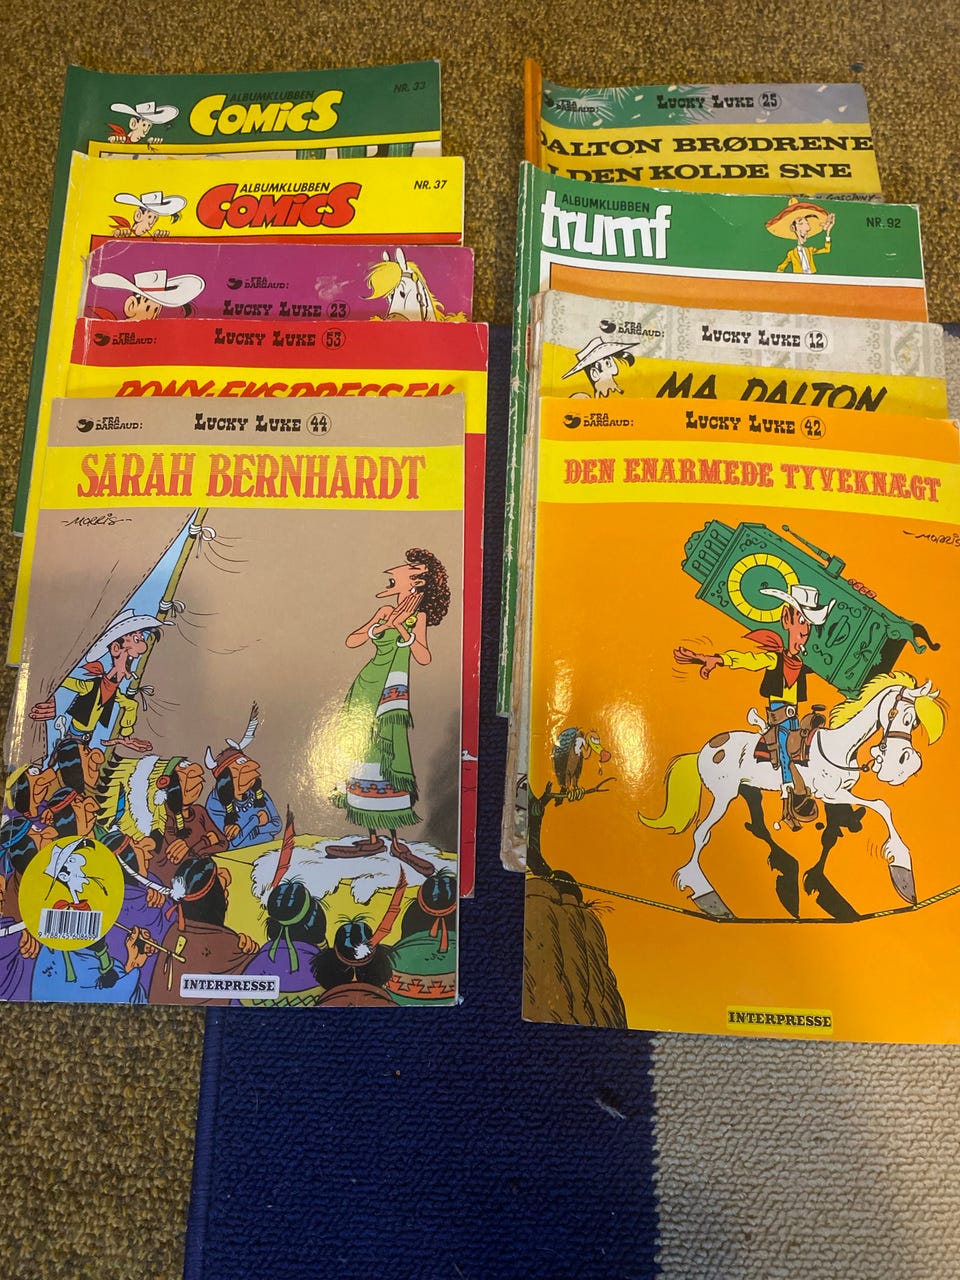 ALBUMKLUBBEN
COMICS
NR. 33
ALBUMKLUBBEN
COMICS
NR. 37
FRA
DARGAUD:
LUCKY LUKE 23
FRA
DARGAUD:
LUCKY LUKE 53
PONY-EKSPRESSEN
FRA
DARGAUD:
LUCKY LUKE 44
SARAH BERNHARDT
-MORRIS-
INTERPRESSE
FRA
DARGAUD:
LUCKY LUKE 25
DALTON BRØDRENE
I DEN KOLDE SNE
GOSCINNY
ALBUMKLUBBEN
trumf
NR. 92
FRA
DARGAUD:
LUCKY LUKE 12
MA DALTON
FRA
DARGAUD:
LUCKY LUKE 42
DEN ENARMEDE TYVEKNÆGT
-MORRIS
INTERPRESSE